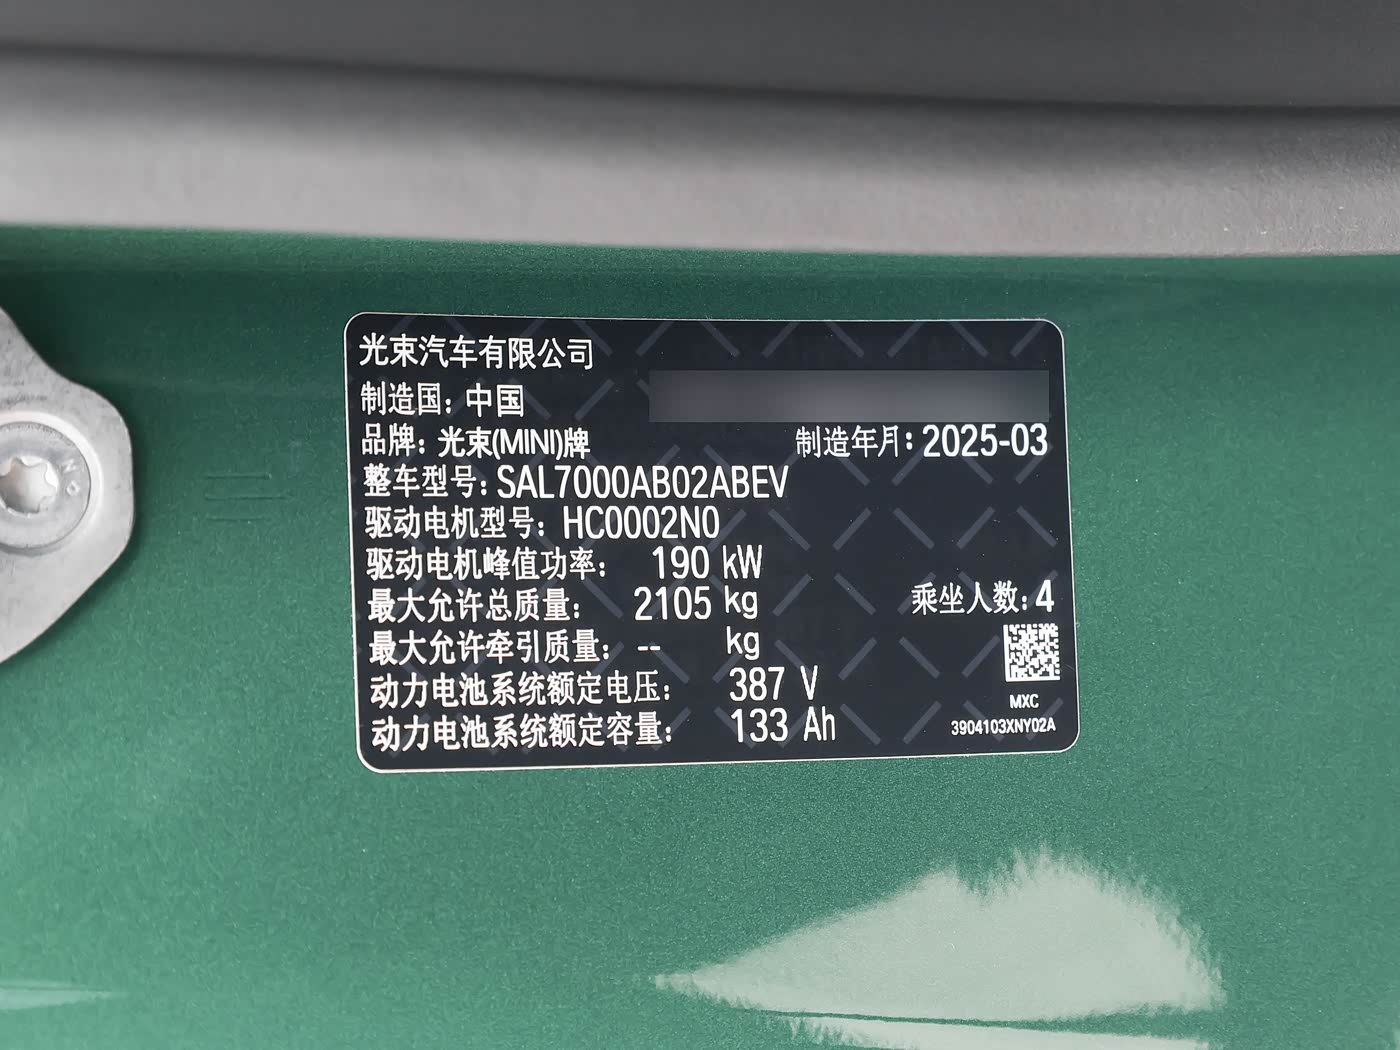 光束汽车有限公司
制造国：中国
品牌：光束(MINI)牌 制造年月：2025-03
整车型号：SAL7000AB02ABEV
驱动电机型号：HC0002N0
驱动电机峰值功率： 190 kW
最大允许总质量： 2105 kg 乘坐人数：4
最大允许牵引质量： -- kg
动力电池系统额定电压： 387 V
MXC
动力电池系统额定容量： 133 Ah 3904103XNY02A